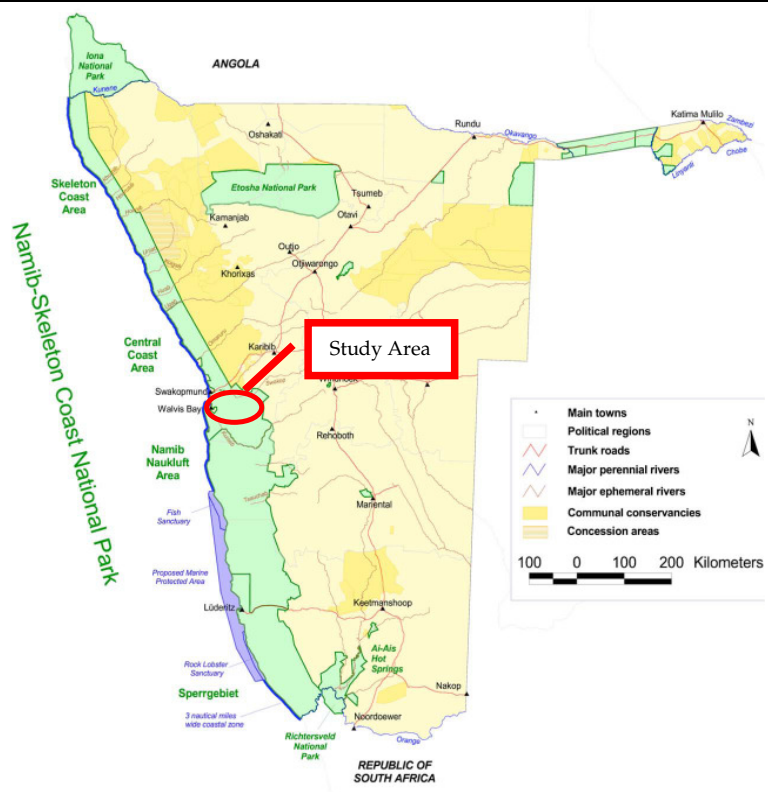 Iona
National
Park
ANGOLA
Kunene
Oshakati
Rundu
Okavango
Katima Mulilo
Zambezi
Chobe
Linyanti
Skeleton
Coast
Area
Etosha National Park
Tsumeb
Otavi
Kamanjab
Outjo
Otjiwarongo
Khorixas
Namib-Skeleton Coast National Park
Central
Coast
Area
Karibib
Study Area
Swakopmund
Walvis Bay
Rehoboth
Namib
Naukluft
Area
Fish
Sanctuary
Mariental
Proposed Marine
Protected Area
Lüderitz
Keetmanshoop
Ai-Ais
Hot
Springs
Rock Lobster
Sanctuary
Sperrgebiet
Nakop
3 nautical miles
wide coastal zone
Noordoewer
Orange
Richtersveld
National
Park
REPUBLIC OF
SOUTH AFRICA
Main towns
Political regions
Trunk roads
Major perennial rivers
Major ephemeral rivers
Communal conservancies
Concession areas
N
100 0 100 200 Kilometers